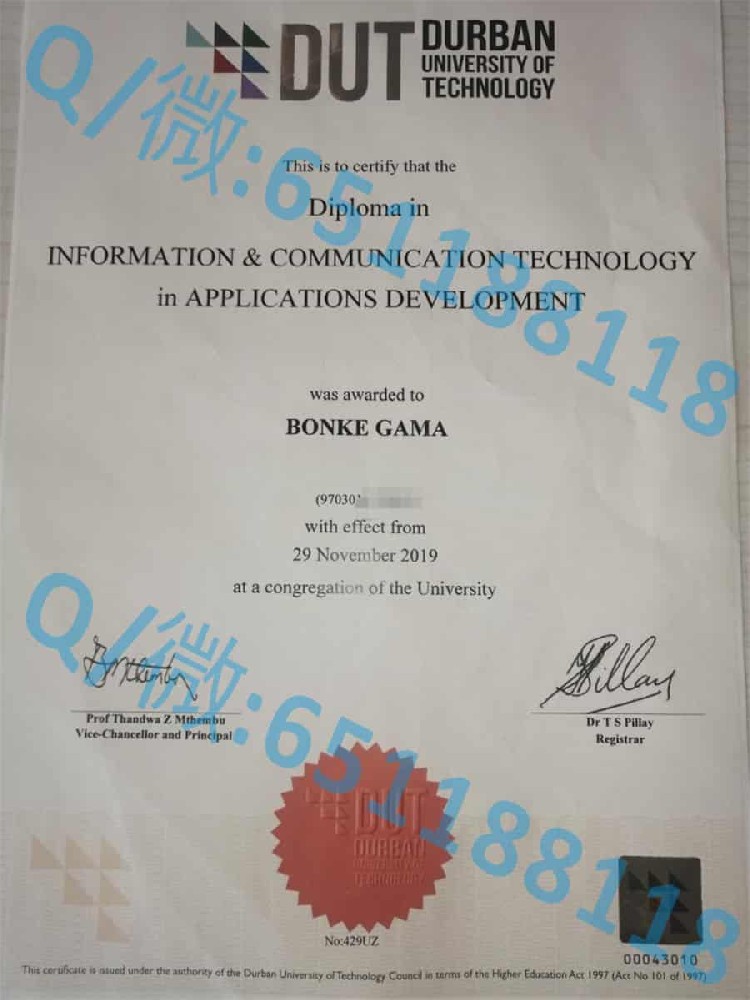 DUT
DURBAN
UNIVERSITY OF
TECHNOLOGY
Q/微:651188118
This is to certify that the
Diploma in
INFORMATION & COMMUNICATION TECHNOLOGY
in APPLICATIONS DEVELOPMENT
was awarded to
BONKE GAMA
(97030
with effect from
29 November 2019
at a congregation of the University
Q/微:651188118
Prof Thandwa Z Mthembu
Vice-Chancellor and Principal
Dr T S Pillay
Registrar
DUT
DURBAN
UNIVERSITY OF
TECHNOLOGY
No:429UZ
00043010
This certificate is issued under the authority of the Durban University of Technology Council in terms of the Higher Education Act 1997 (Act No 101 of 1997)